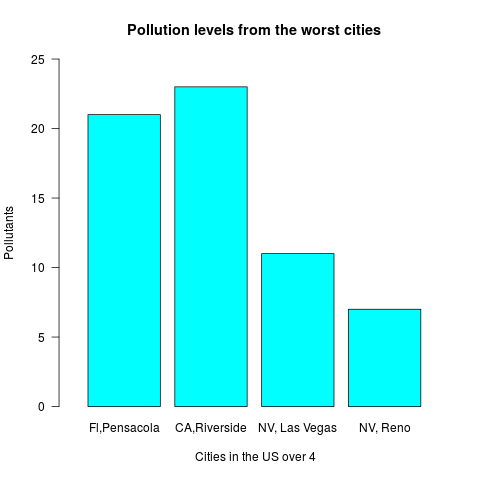 Pollution levels from the worst cities
25
20
15
10
5
0
Pollutants
Fl,Pensacola CA,Riverside NV, Las Vegas NV, Reno
Cities in the US over 4